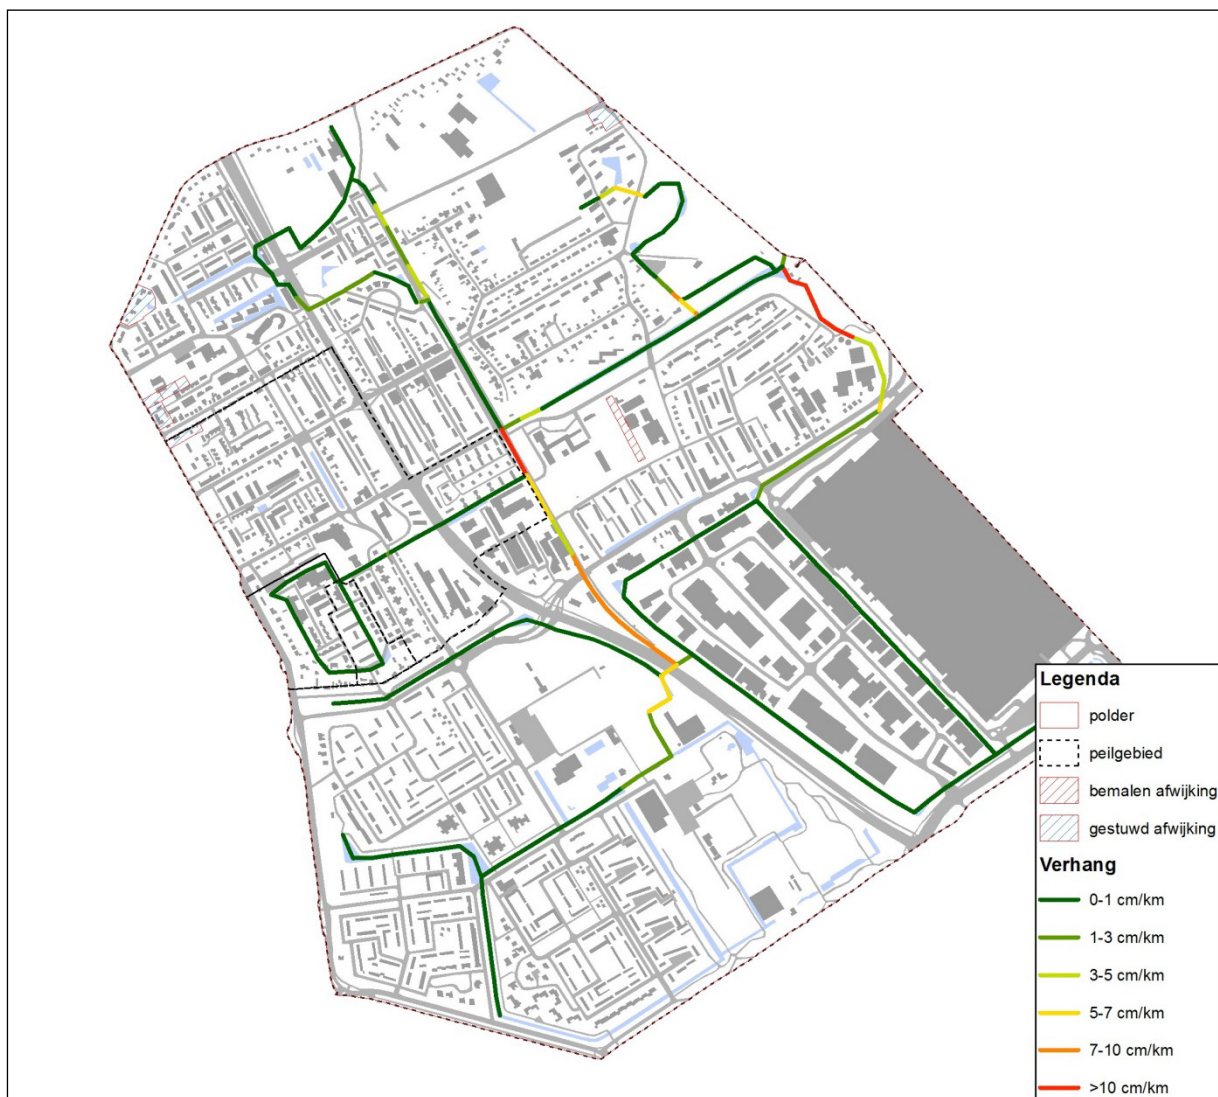 Legenda
polder
peilgebied
bemalen afwijking
gestuwd afwijking
Verhang
0-1 cm/km
1-3 cm/km
3-5 cm/km
5-7 cm/km
7-10 cm/km
>10 cm/km